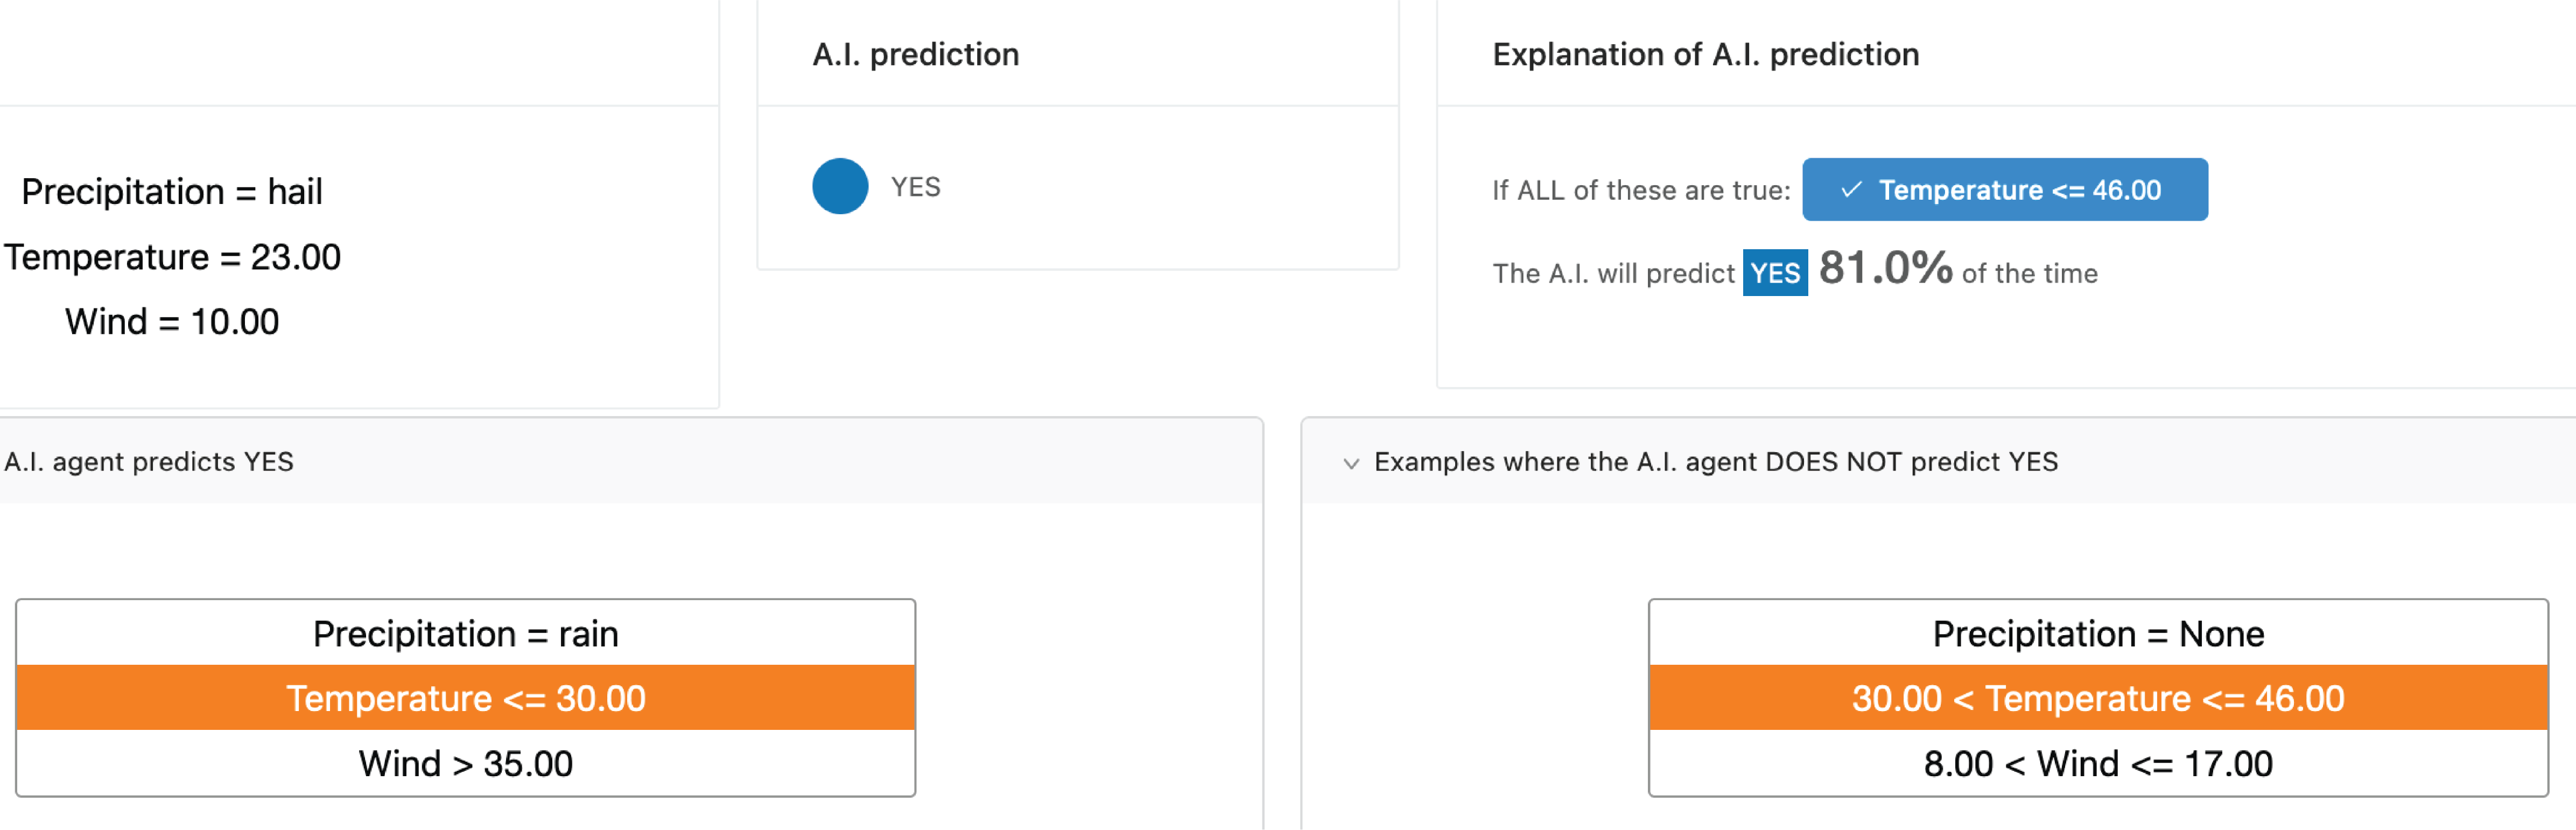 A.I. prediction
Explanation of A.I. prediction
Precipitation = hail
Temperature = 23.00
Wind = 10.00
YES
If ALL of these are true: ✓ Temperature <= 46.00
The A.I. will predict YES 81.0% of the time
A.I. agent predicts YES
Examples where the A.I. agent DOES NOT predict YES
Precipitation = rain
Temperature <= 30.00
Wind > 35.00
Precipitation = None
30.00 < Temperature <= 46.00
8.00 < Wind <= 17.00